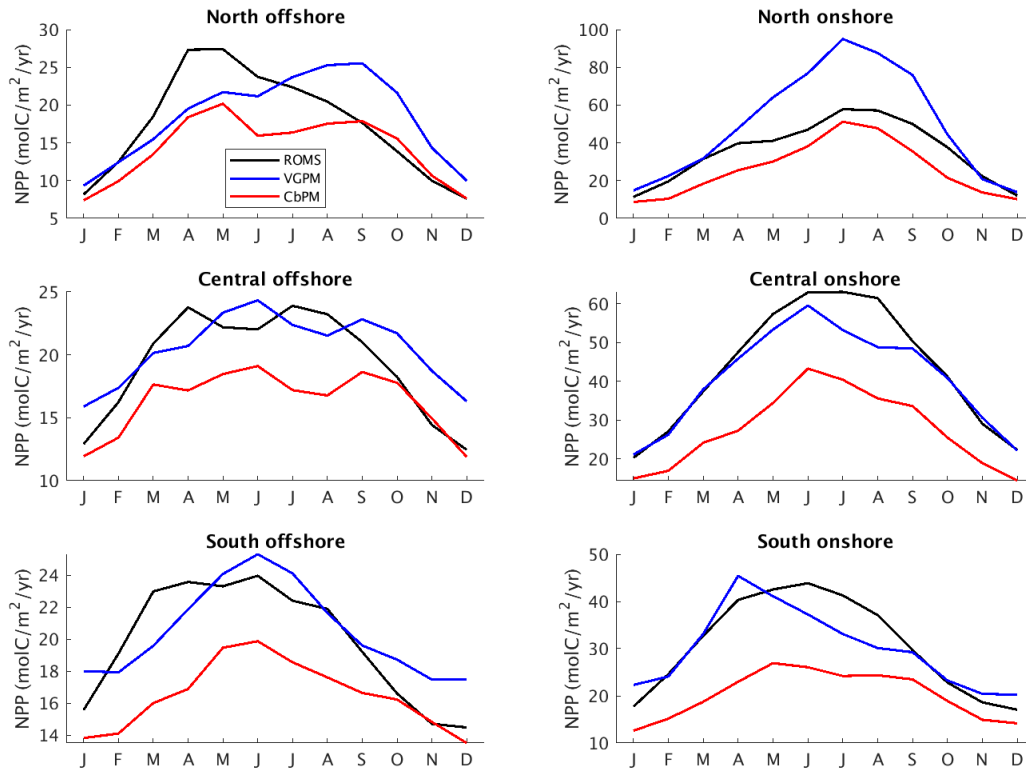 North offshore
NPP (molC/m²/yr)
30
25
20
15
10
5
J F M A M J J A S O N D
ROMS
VGPM
CbPM
North onshore
NPP (molC/m²/yr)
100
80
60
40
20
0
J F M A M J J A S O N D
Central offshore
NPP (molC/m²/yr)
25
20
15
10
J F M A M J J A S O N D
Central onshore
NPP (molC/m²/yr)
60
50
40
30
20
J F M A M J J A S O N D
South offshore
NPP (molC/m²/yr)
24
22
20
18
16
14
J F M A M J J A S O N D
South onshore
NPP (molC/m²/yr)
50
40
30
20
10
J F M A M J J A S O N D